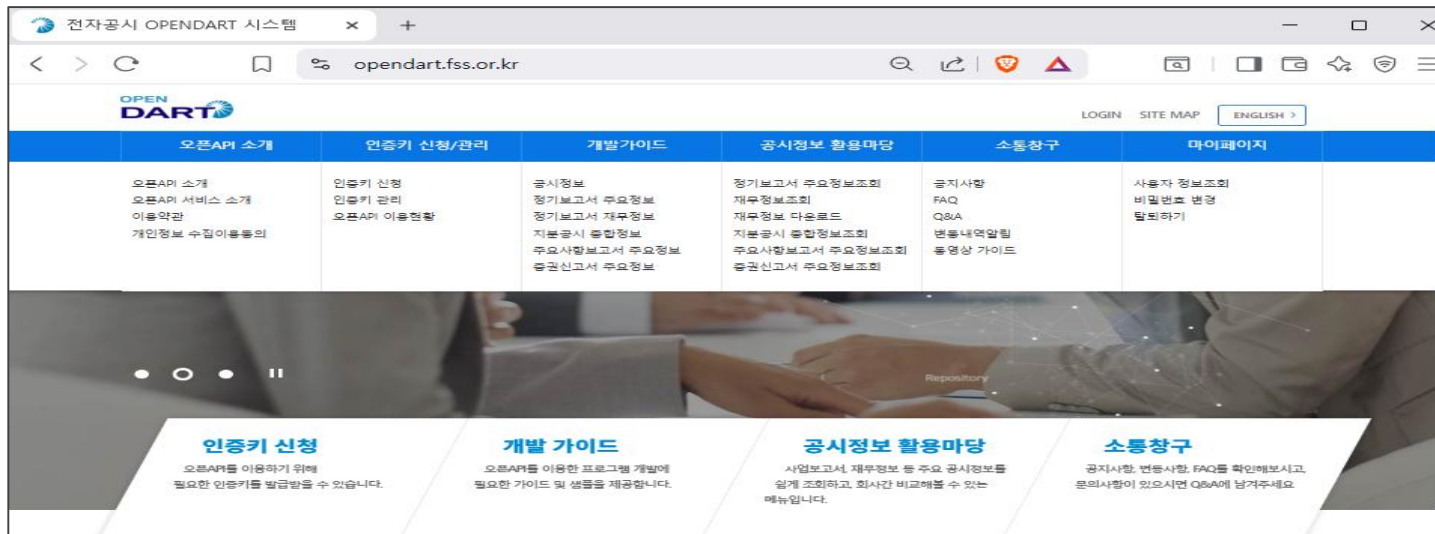 전자공시 OPENDART 시스템
opendart.fss.or.kr
OPEN
DART
LOGIN SITE MAP ENGLISH >
오픈API 소개 인증키 신청/관리 개발가이드 공시정보 활용마당 소통창구 마이페이지
오픈API 소개
오픈API 서비스 소개
이용약관
개인정보 수집이용동의
인증키 신청
인증키 관리
오픈API 이용현황
공시정보
정기보고서 주요정보
정기보고서 재무정보
지분공시 종합정보
주요사항보고서 주요정보
증권신고서 주요정보
정기보고서 주요정보조회
재무정보조회
재무정보 다운로드
지분공시 종합정보조회
주요사항보고서 주요정보조회
증권신고서 주요정보조회
공지사항
FAQ
Q&A
변동내역알림
동영상 가이드
사용자 정보조회
비밀번호 변경
탈퇴하기
Repository
인증키 신청
오픈API를 이용하기 위해
필요한 인증키를 발급받을 수 있습니다.
개발 가이드
오픈API를 이용한 프로그램 개발에
필요한 가이드 및 샘플을 제공합니다.
공시정보 활용마당
사업보고서, 재무정보 등 주요 공시정보를
쉽게 조회하고, 회사간 비교해볼 수 있는
메뉴입니다.
소통창구
공지사항, 변동사항, FAQ를 확인해보시고,
문의사항이 있으시면 Q&A에 남겨주세요